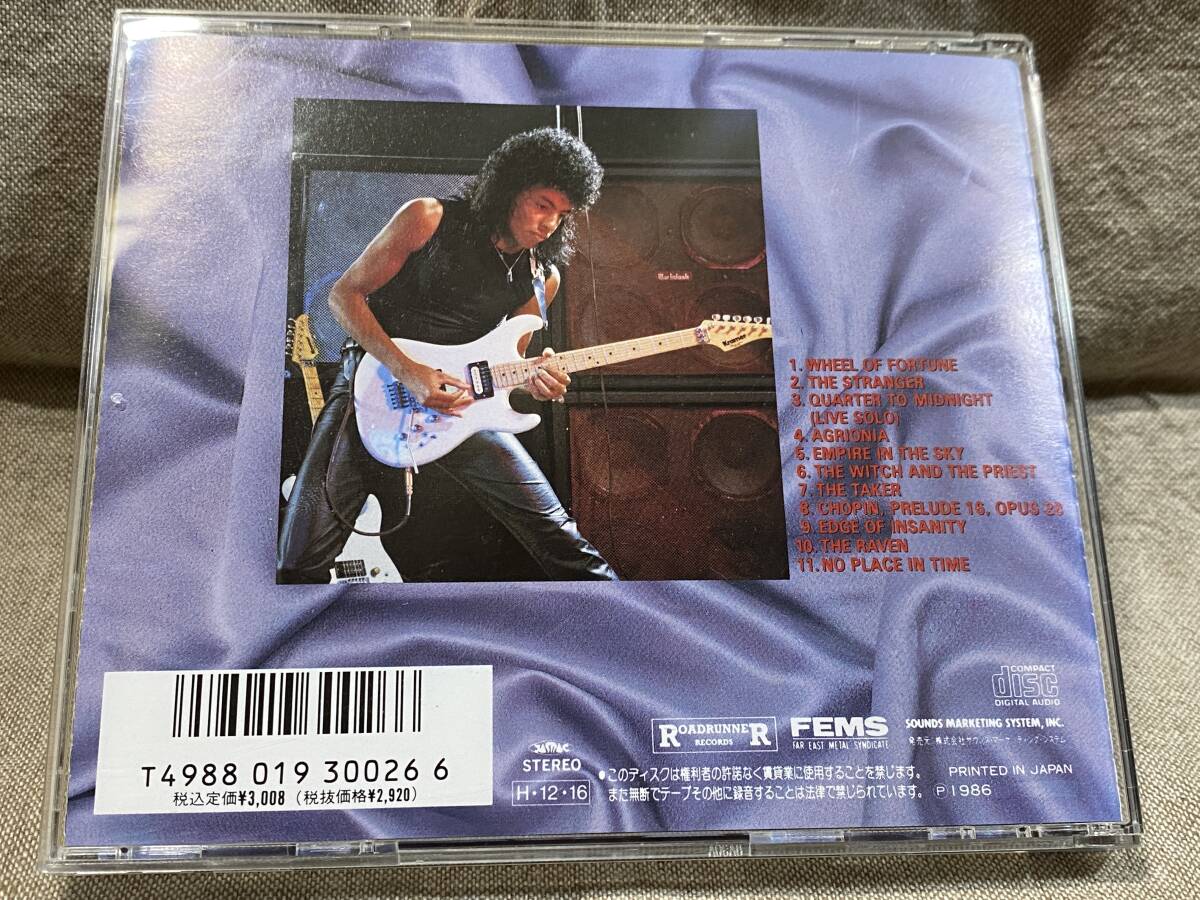 McIntosh
Kramer
1. WHEEL OF FORTUNE
2. THE STRANGER
3. QUARTER TO MIDNIGHT
(LIVE SOLO)
4. AGRIONIA
5. EMPIRE IN THE SKY
6. THE WITCH AND THE PRIEST
7. THE TAKER
8. CHOPIN, PRELUDE 16, OPUS 28
9. EDGE OF INSANITY
10. THE RAVEN
11. NO PLACE IN TIME
COMPACT
disc
DIGITAL AUDIO
T4988 019 30026 6
税込定価¥3,008（税抜価格¥2,920）
JASRAC
STEREO
H・12・16
ROADRUNNER
RECORDS
FEMS
FAR EAST METAL SYNDICATE
SOUNDS MARKETING SYSTEM, INC.
発売元:株式会社サウンズ・マーケティング・システム
●このディスクは権利者の許諾なく賃貸業に使用することを禁じます。
また無断でテープその他に録音することは法律で禁じられています。
PRINTED IN JAPAN
Ⓟ1986